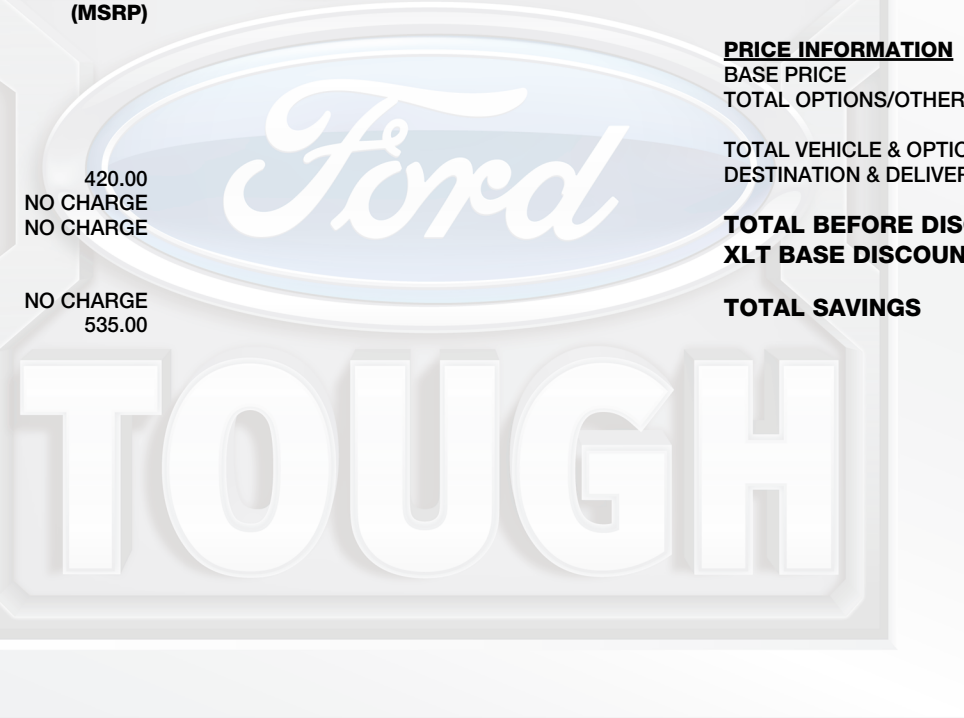 (MSRP)
420.00
NO CHARGE
NO CHARGE
NO CHARGE
535.00
PRICE INFORMATION
BASE PRICE
TOTAL OPTIONS/OTHER
TOTAL VEHICLE & OPTIO
DESTINATION & DELIVER
TOTAL BEFORE DIS
XLT BASE DISCOUN
TOTAL SAVINGS
Ford
TOUGH